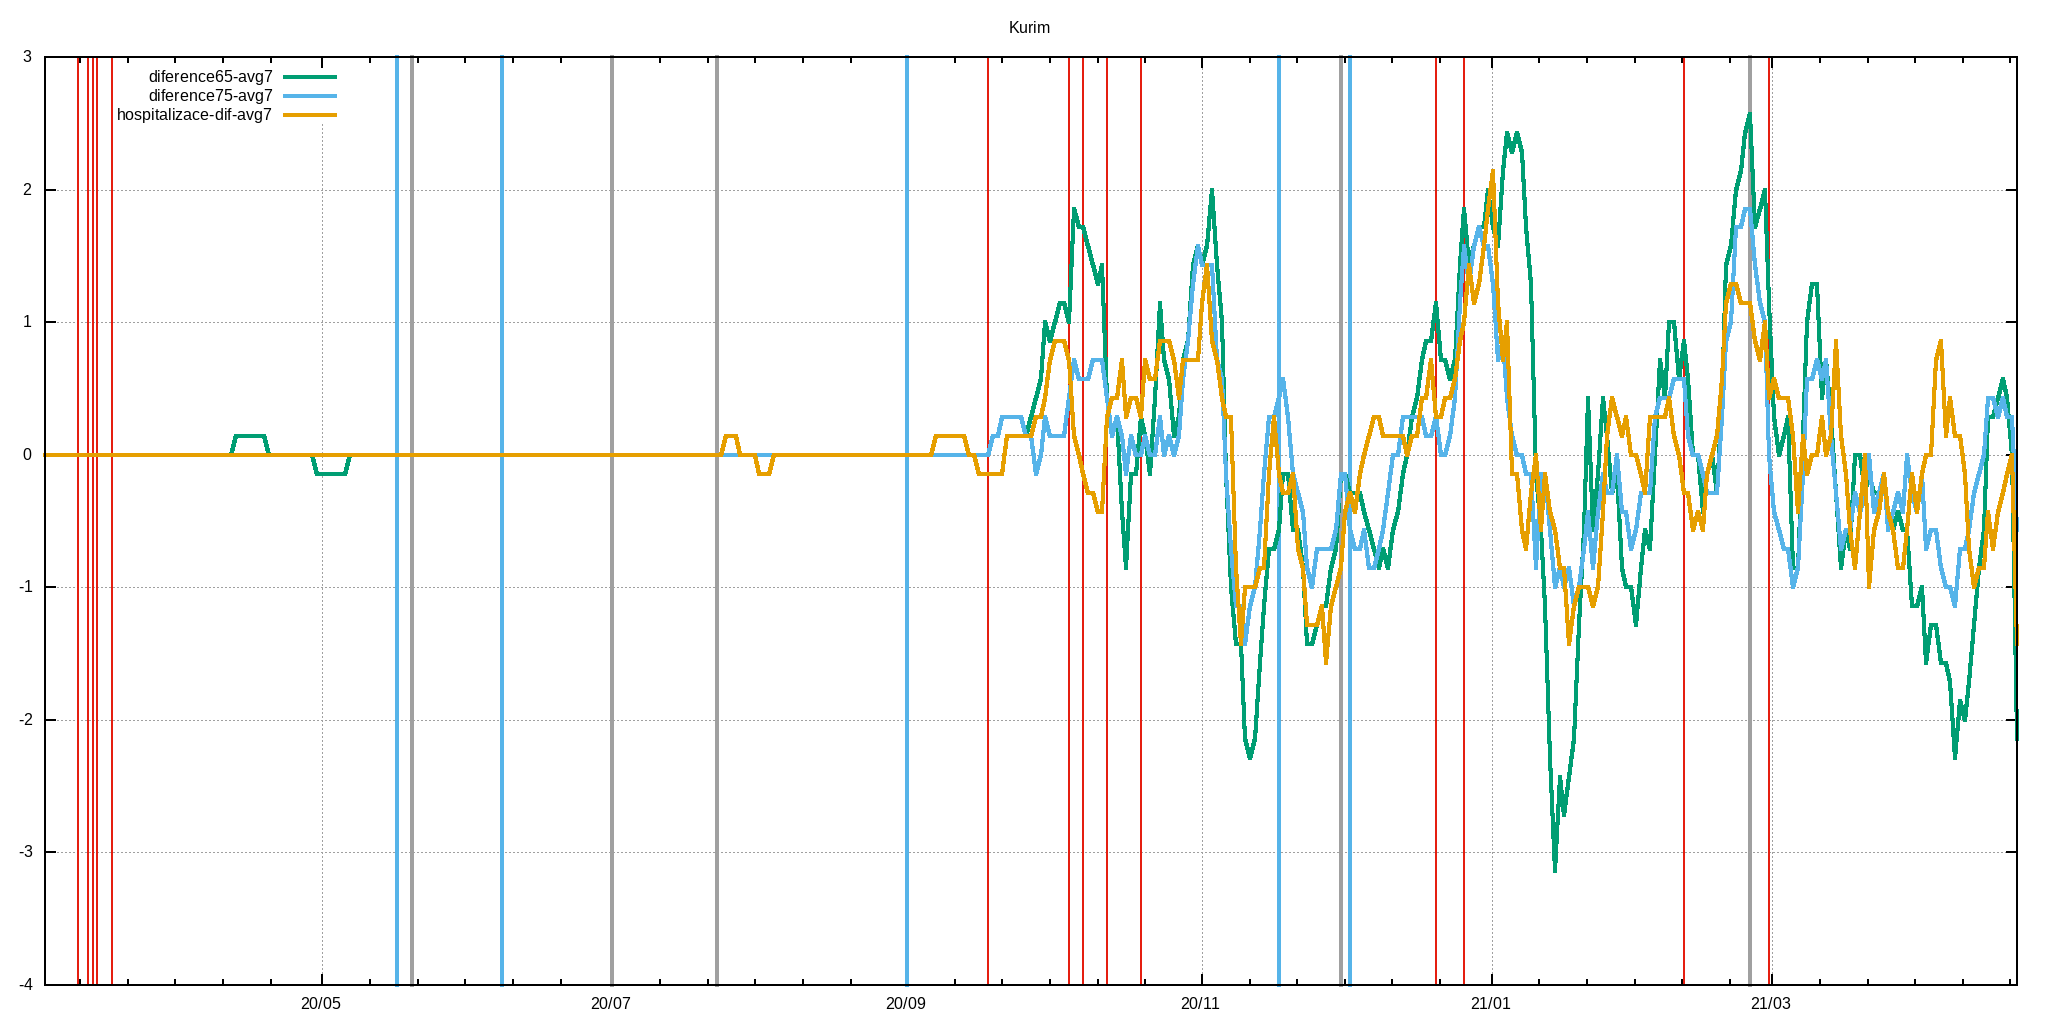 Kurim
3
diference65-avg7
diference75-avg7
hospitalizace-dif-avg7
2
1
0
-1
-2
-3
-4
20/05 20/07 20/09 20/11 21/01 21/03